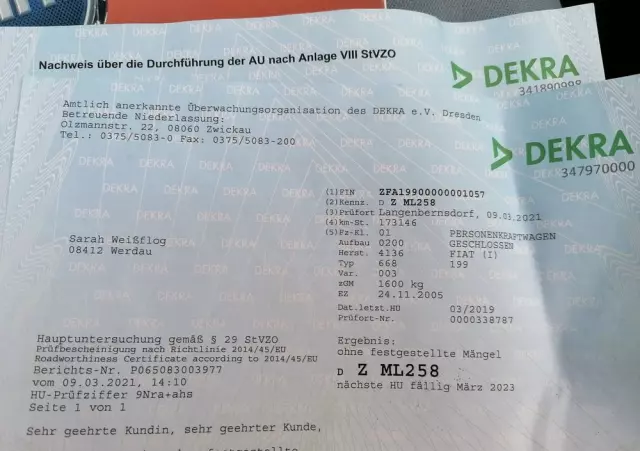 Nachweis über die Durchführung der AU nach Anlage VIII StVZO
DEKRA
Amtlich anerkannte Überwachungsorganisation des DEKRA e.V. Dresden
Betreuende Niederlassung:
Olzmannstr. 22, 08060 Zwickau
Tel.: 0375/5083-0 Fax: 0375/5083-200
DEKRA
347970000
(1) FIN ZFA19900000001057
(2) Kennz. D Z ML258
(3) Prüfort Langenbernsdorf, 09.03.2021
(4) km-St. 173146
(5) Fz-Kl. 01 PERSONENKRAFTWAGEN
Aufbau 0200 GESCHLOSSEN
Herst. 4136 FIAT (I)
Typ 668 199
Var. 003
zGM 1600 kg
EZ 24.11.2005
Dat.letzt.HU 03/2019
Prüfort-Nr. 0000338787
Sarah Weißflog
08412 Werdau
Hauptuntersuchung gemäß § 29 StVZO
Prüfbescheinigung nach Richtlinie 2014/45/EU
Roadworthiness Certificate according to 2014/45/EU
Berichts-Nr. P065083003977
vom 09.03.2021, 14:10
HU-Prüfziffer 9Nra+ahs
Seite 1 von 1
Ergebnis:
ohne festgestellte Mängel
D Z ML258
nächste HU fällig März 2023
Sehr geehrte Kundin, sehr geehrter Kunde,